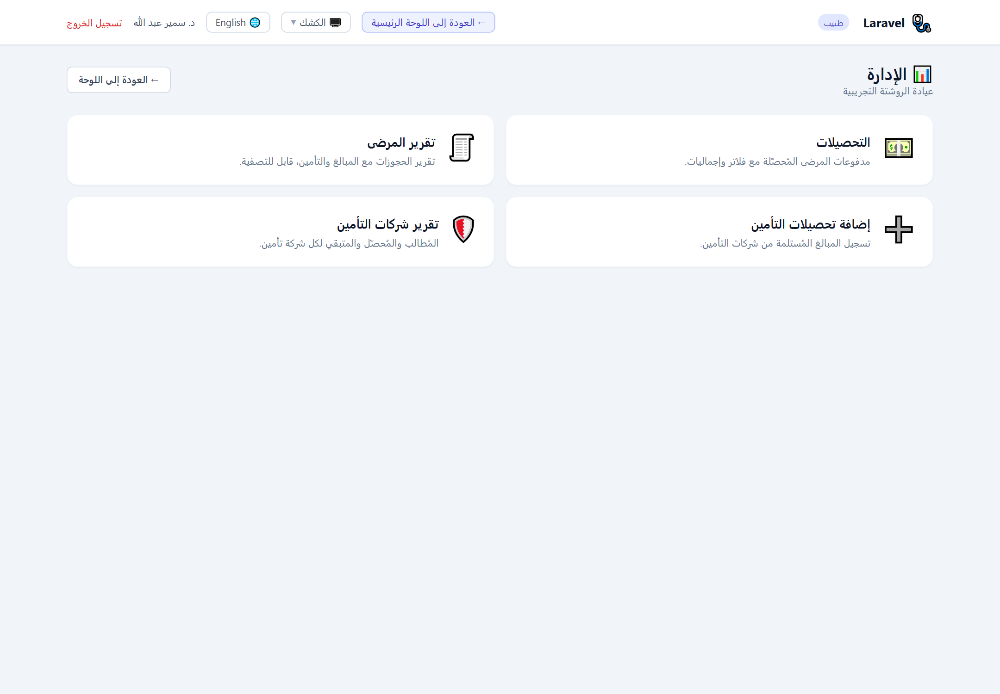 Laravel طبيب
← العودة إلى اللوحة الرئيسية
الكشك ▼
English
د. سمير عبد الله
تسجيل الخروج
الإدارة
عيادة الروشتة التجريبية
← العودة إلى اللوحة
التحصيلات
مدفوعات المرضى المُحصّلة مع فلاتر وإجماليات.
تقرير المرضى
تقرير الحجوزات مع المبالغ والتأمين، قابل للتصفية.
إضافة تحصيلات التأمين
تسجيل المبالغ المُستلمة من شركات التأمين.
تقرير شركات التأمين
المُطالب والمُحصّل والمتبقي لكل شركة تأمين.